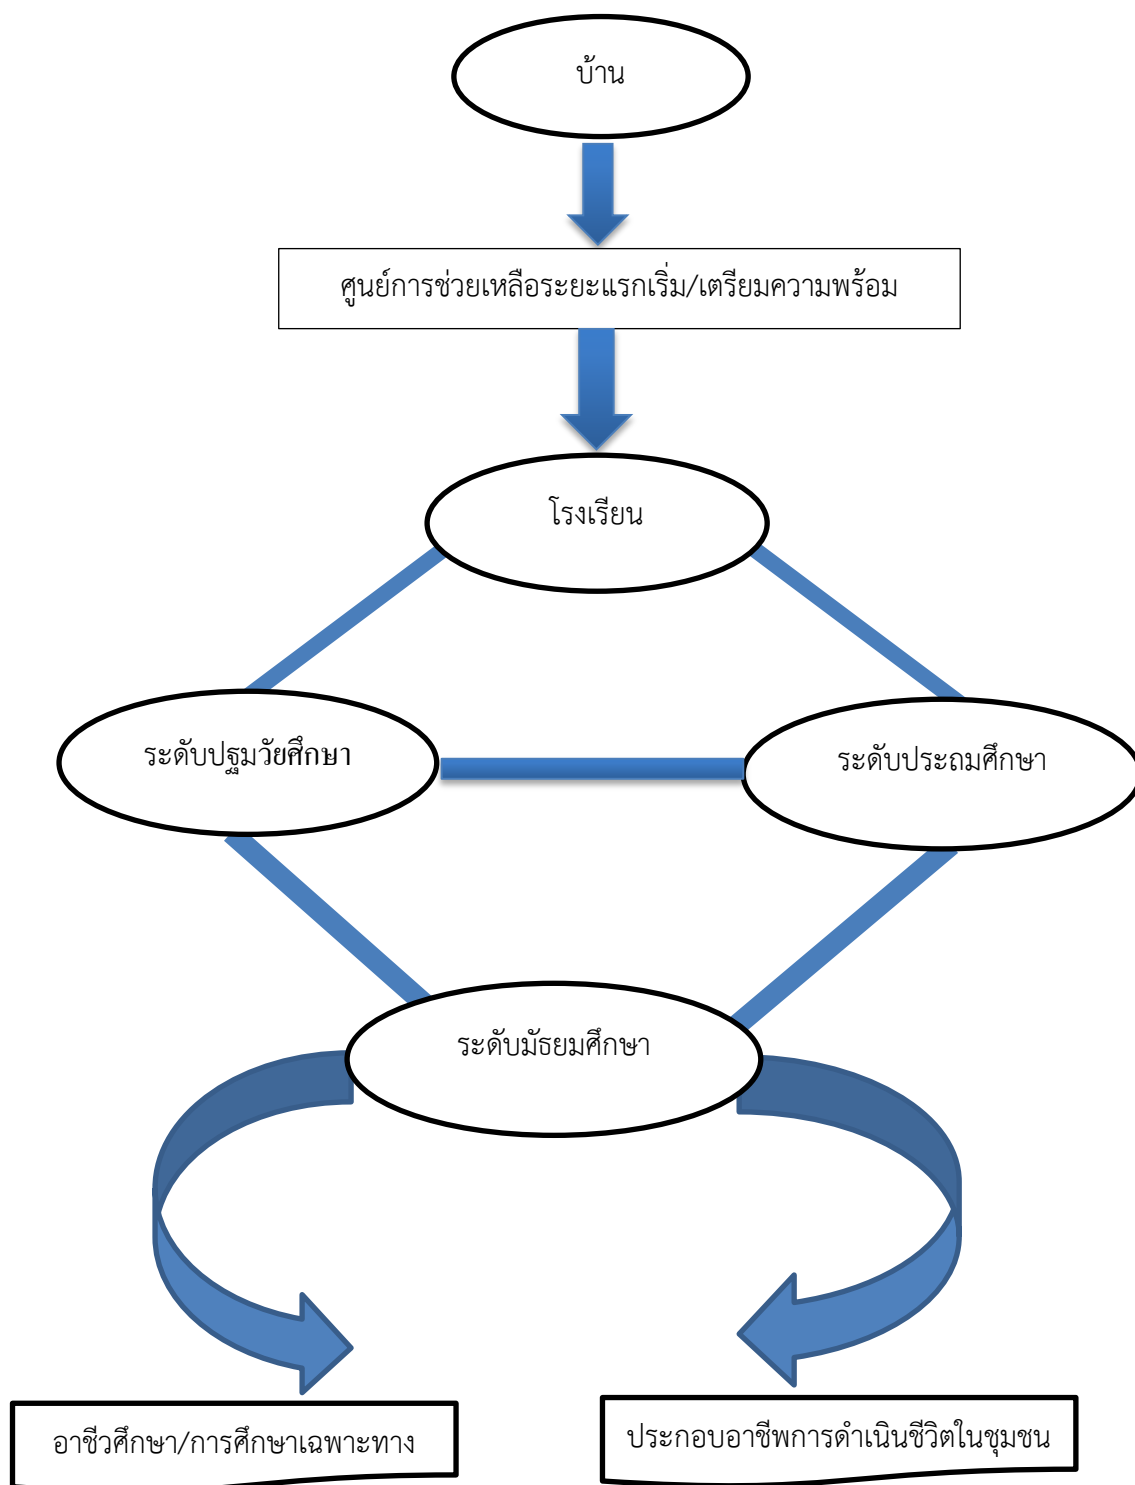 บ้าน
ศูนย์การช่วยเหลือระยะแรกเริ่ม/เตรียมความพร้อม
โรงเรียน
ระดับปฐมวัยศึกษา
ระดับประถมศึกษา
ระดับมัธยมศึกษา
อาชีวศึกษา/การศึกษาเฉพาะทาง
ประกอบอาชีพการดำเนินชีวิตในชุมชน